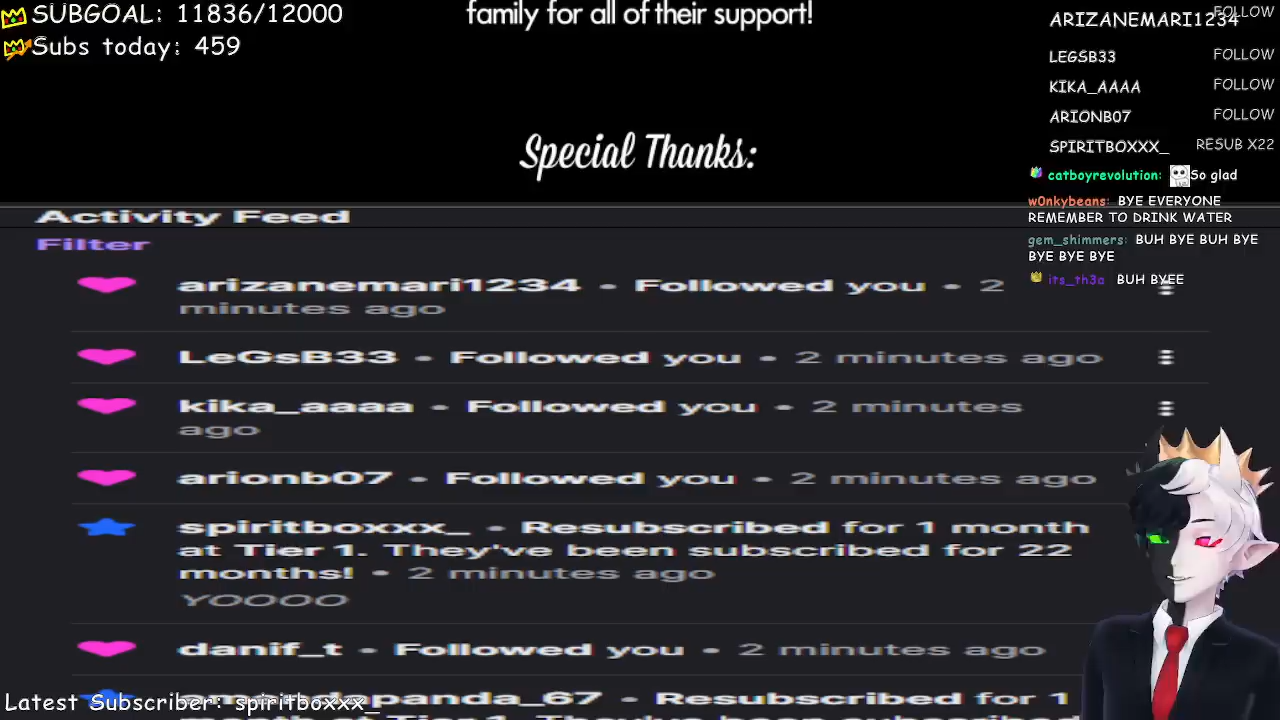 SUBGOAL: 11836/12000
Subs today: 459
family for all of their support!
Special Thanks:
FOLLOW
ARIZANEMARI1234
LEGSB33 FOLLOW
KIKA_AAAA FOLLOW
ARIONB07 FOLLOW
SPIRITBOXXX_ RESUB X22
catboyrevolution: So glad
w0nkybeans: BYE EVERYONE
REMEMBER TO DRINK WATER
gem_shimmers: BUH BYE BUH BYE
BYE BYE BYE
its_th3a BUH BYEE
Activity Feed
Filter
arizanemari1234 • Followed you • 2
minutes ago
LeGsB33 • Followed you • 2 minutes ago
kika_aaaa • Followed you • 2 minutes
ago
arionb07 • Followed you • 2 minutes ago
spiritboxxx_ • Resubscribed for 1 month
at Tier 1. They've been subscribed for 22
months! • 2 minutes ago
YOOOO
danif_t • Followed you • 2 minutes ago
panda_67 • Resubscribed for 1
Latest Subscriber: spiritboxxx_